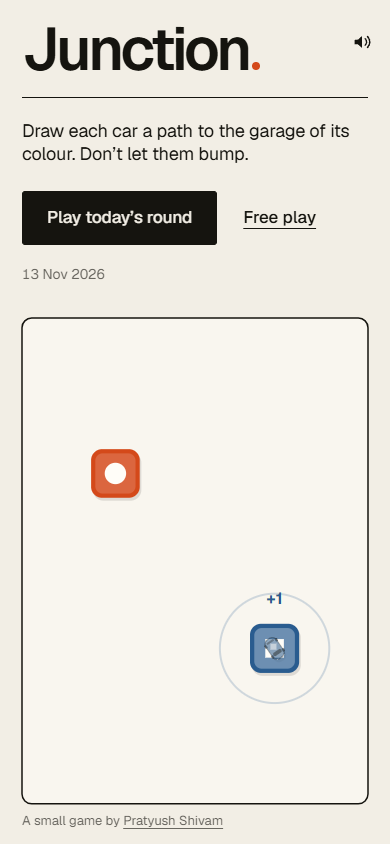 Junction.
Draw each car a path to the garage of its
colour. Don’t let them bump.
Play today’s round
Free play
13 Nov 2026
+1
A small game by Pratyush Shivam